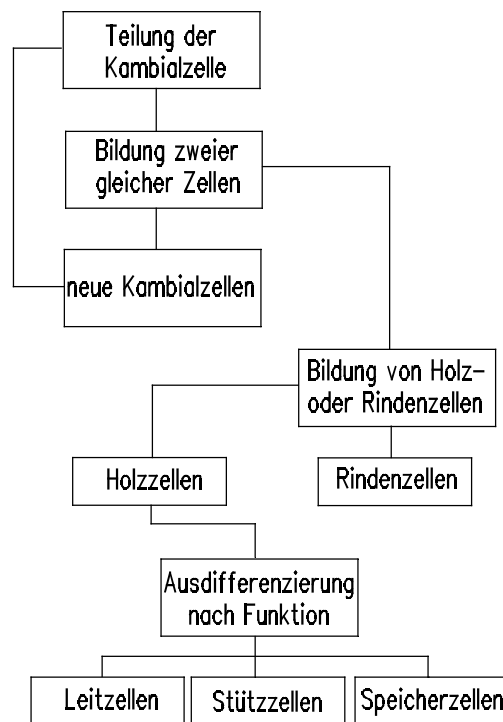 Teilung der
Kambialzelle
Bildung zweier
gleicher Zellen
neue Kambialzellen
Bildung von Holz-
oder Rindenzellen
Holzzellen
Rindenzellen
Ausdifferenzierung
nach Funktion
Leitzellen
Stützzellen
Speicherzellen